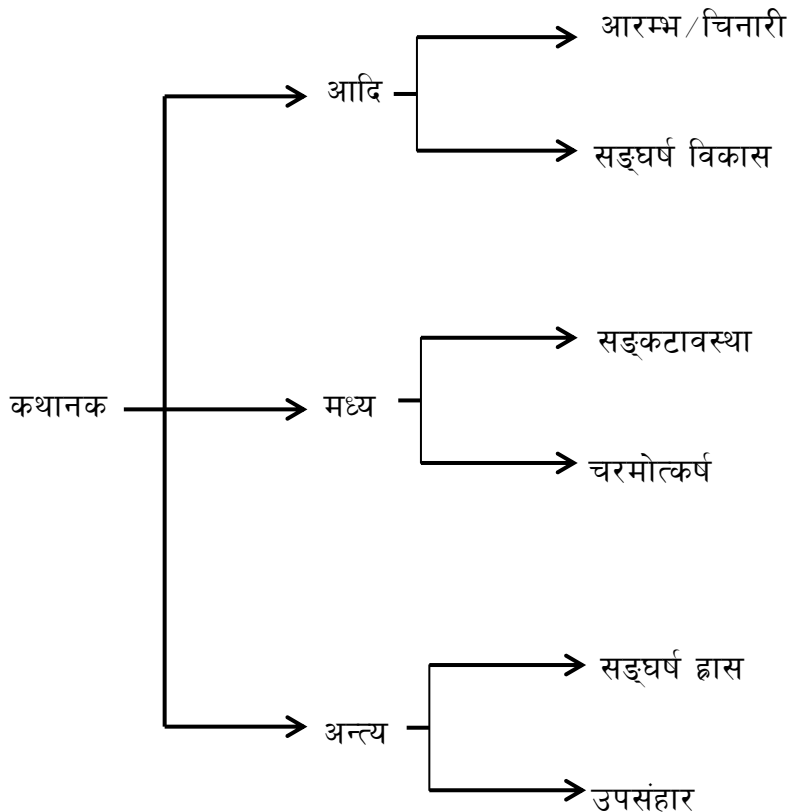 कथानक
आदि
आरम्भ/चिनारी
सङ्घर्ष विकास
मध्य
सङ्कटावस्था
चरमोत्कर्ष
अन्त्य
सङ्घर्ष ह्रास
उपसंहार